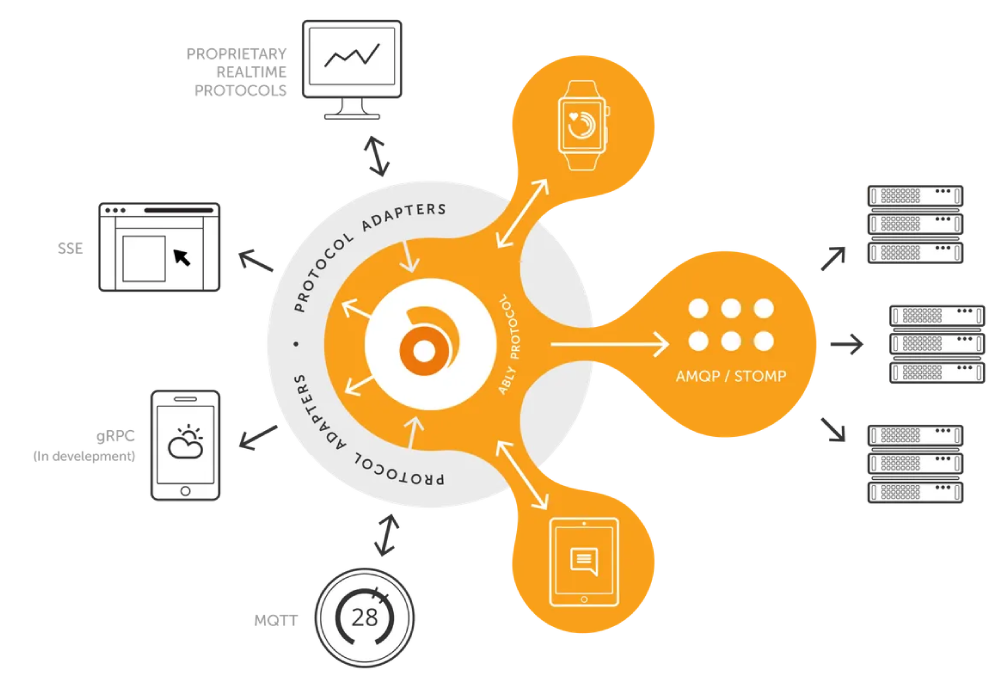 PROPRIETARY
REALTIME
PROTOCOLS
PROTOCOL ADAPTERS
SSE
ABLY PROTOCOL
AMQP / STOMP
gRPC
(In develepment)
• PROTOCOL ADAPTERS
MQTT
28